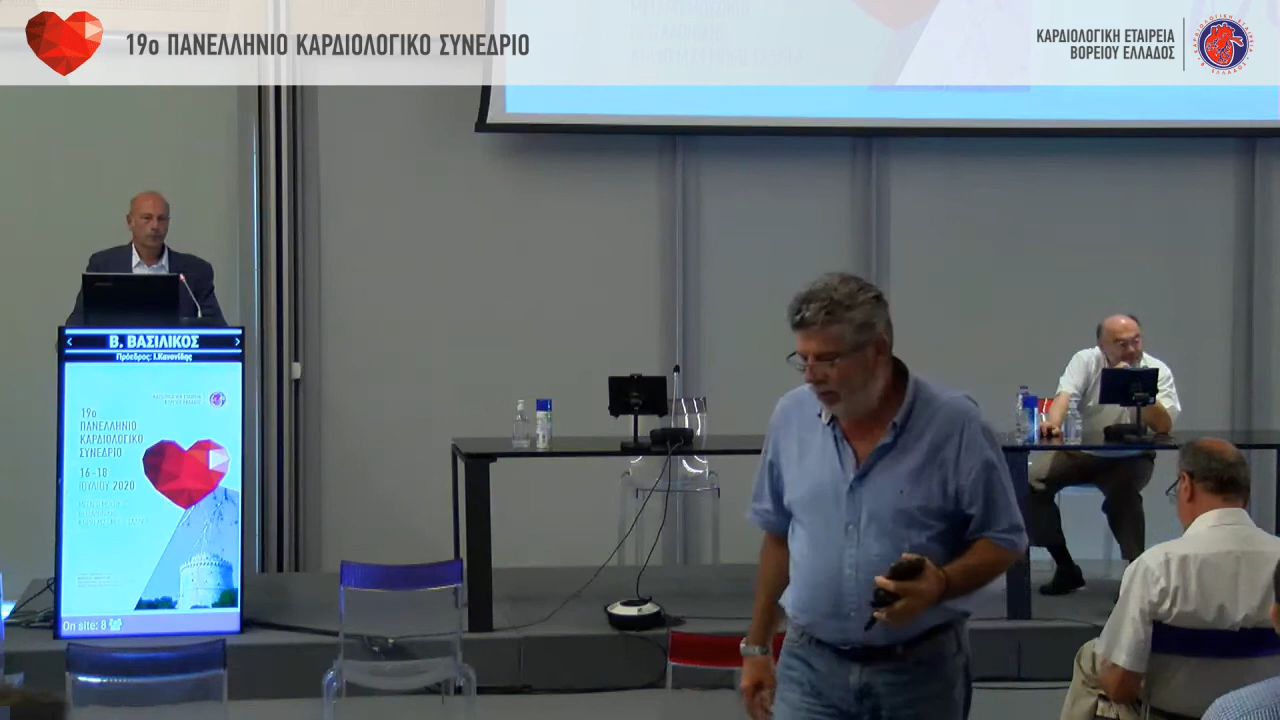 19ο ΠΑΝΕΛΛΗΝΙΟ ΚΑΡΔΙΟΛΟΓΙΚΟ ΣΥΝΕΔΡΙΟ
ΚΑΡΔΙΟΛΟΓΙΚΗ ΕΤΑΙΡΕΙΑ
ΒΟΡΕΙΟΥ ΕΛΛΑΔΟΣ
Β. ΒΑΣΙΛΙΚΟΣ
Πρόεδρος: Ι.Κανονίδης
19ο
ΠΑΝΕΛΛΗΝΙΟ
ΚΑΡΔΙΟΛΟΓΙΚΟ
ΣΥΝΕΔΡΙΟ
16-18
ΙΟΥΛΙΟΥ 2020
On site: 8